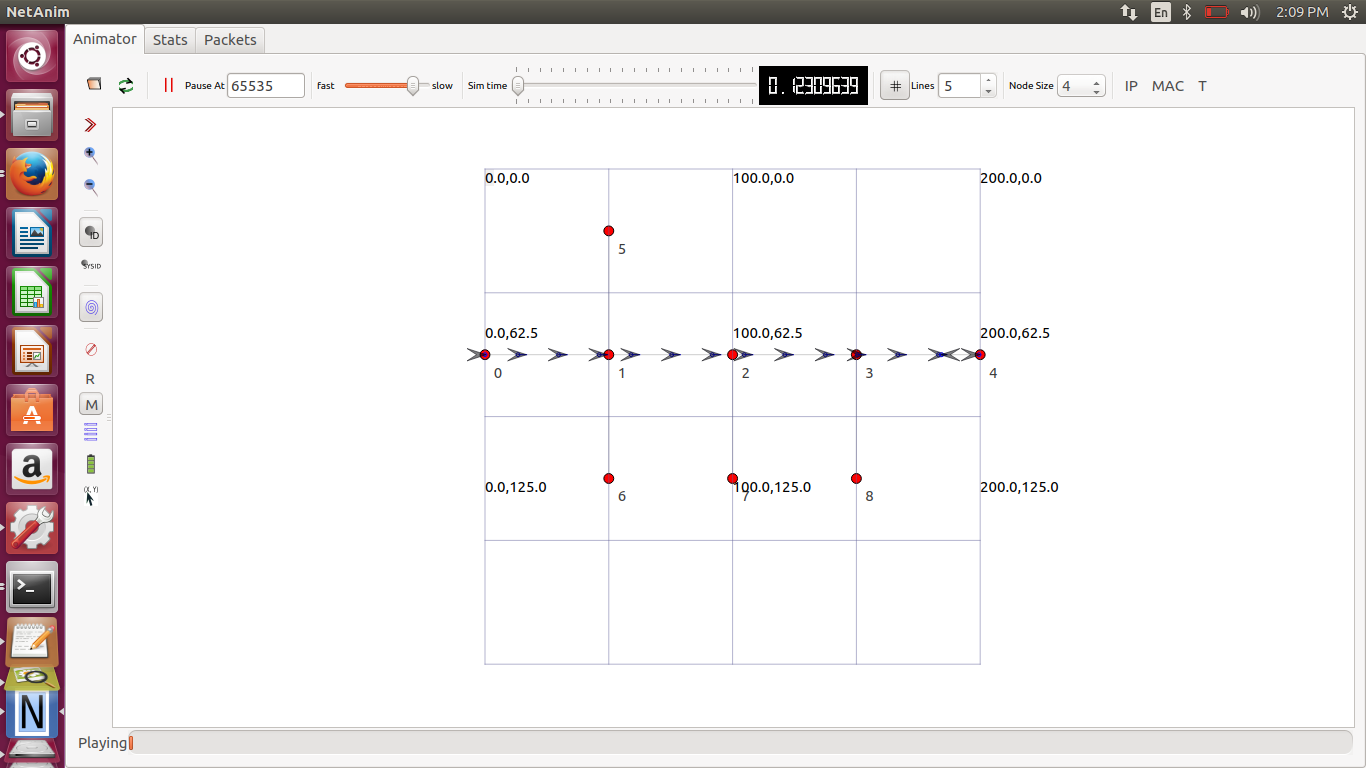 NetAnim
En
2:09 PM
Animator Stats Packets
Pause At 65535 fast slow Sim time 0.12309639 # Lines 5 Node Size 4 IP MAC T
ID
SYSID
R
M
(X, Y)
0.0,0.0 100.0,0.0 200.0,0.0
5
0.0,62.5 100.0,62.5 200.0,62.5
0 1 2 3 4
0.0,125.0 100.0,125.0 200.0,125.0
6 7 8
a
>_
N
Playing